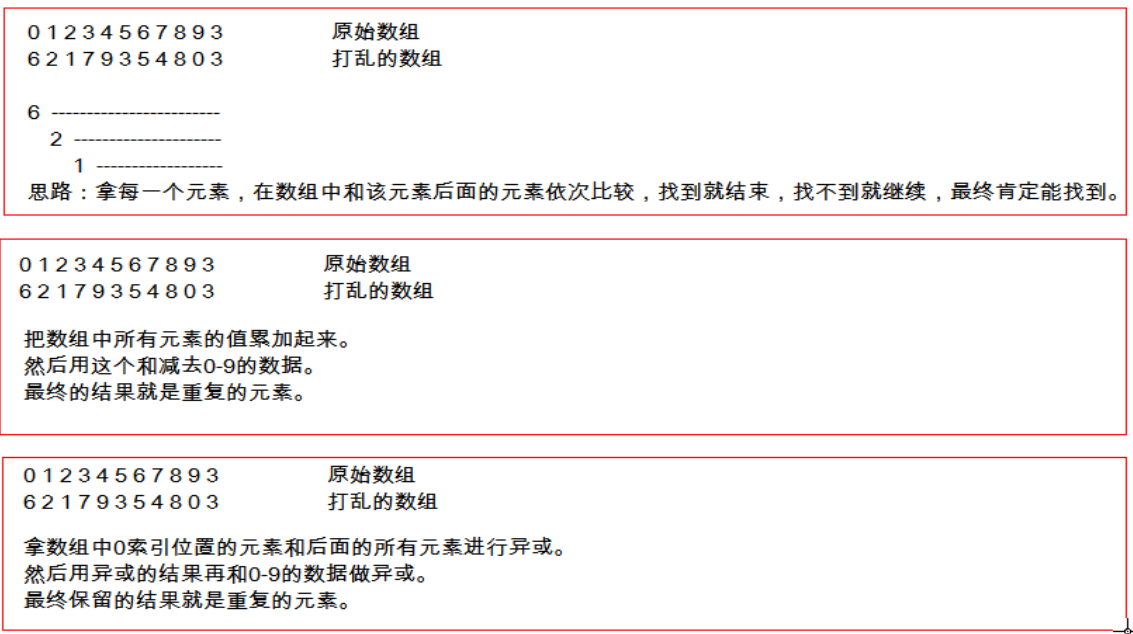 0 1 2 3 4 5 6 7 8 9 3 原始数组
6 2 1 7 9 3 5 4 8 0 3 打乱的数组
6 ------------------------
2 ---------------------
1 ------------------
思路：拿每一个元素，在数组中和该元素后面的元素依次比较，找到就结束，找不到就继续，最终肯定能找到。
0 1 2 3 4 5 6 7 8 9 3 原始数组
6 2 1 7 9 3 5 4 8 0 3 打乱的数组
把数组中所有元素的值累加起来。
然后用这个和减去0-9的数据。
最终的结果就是重复的元素。
0 1 2 3 4 5 6 7 8 9 3 原始数组
6 2 1 7 9 3 5 4 8 0 3 打乱的数组
拿数组中0索引位置的元素和后面的所有元素进行异或。
然后用异或的结果再和0-9的数据做异或。
最终保留的结果就是重复的元素。